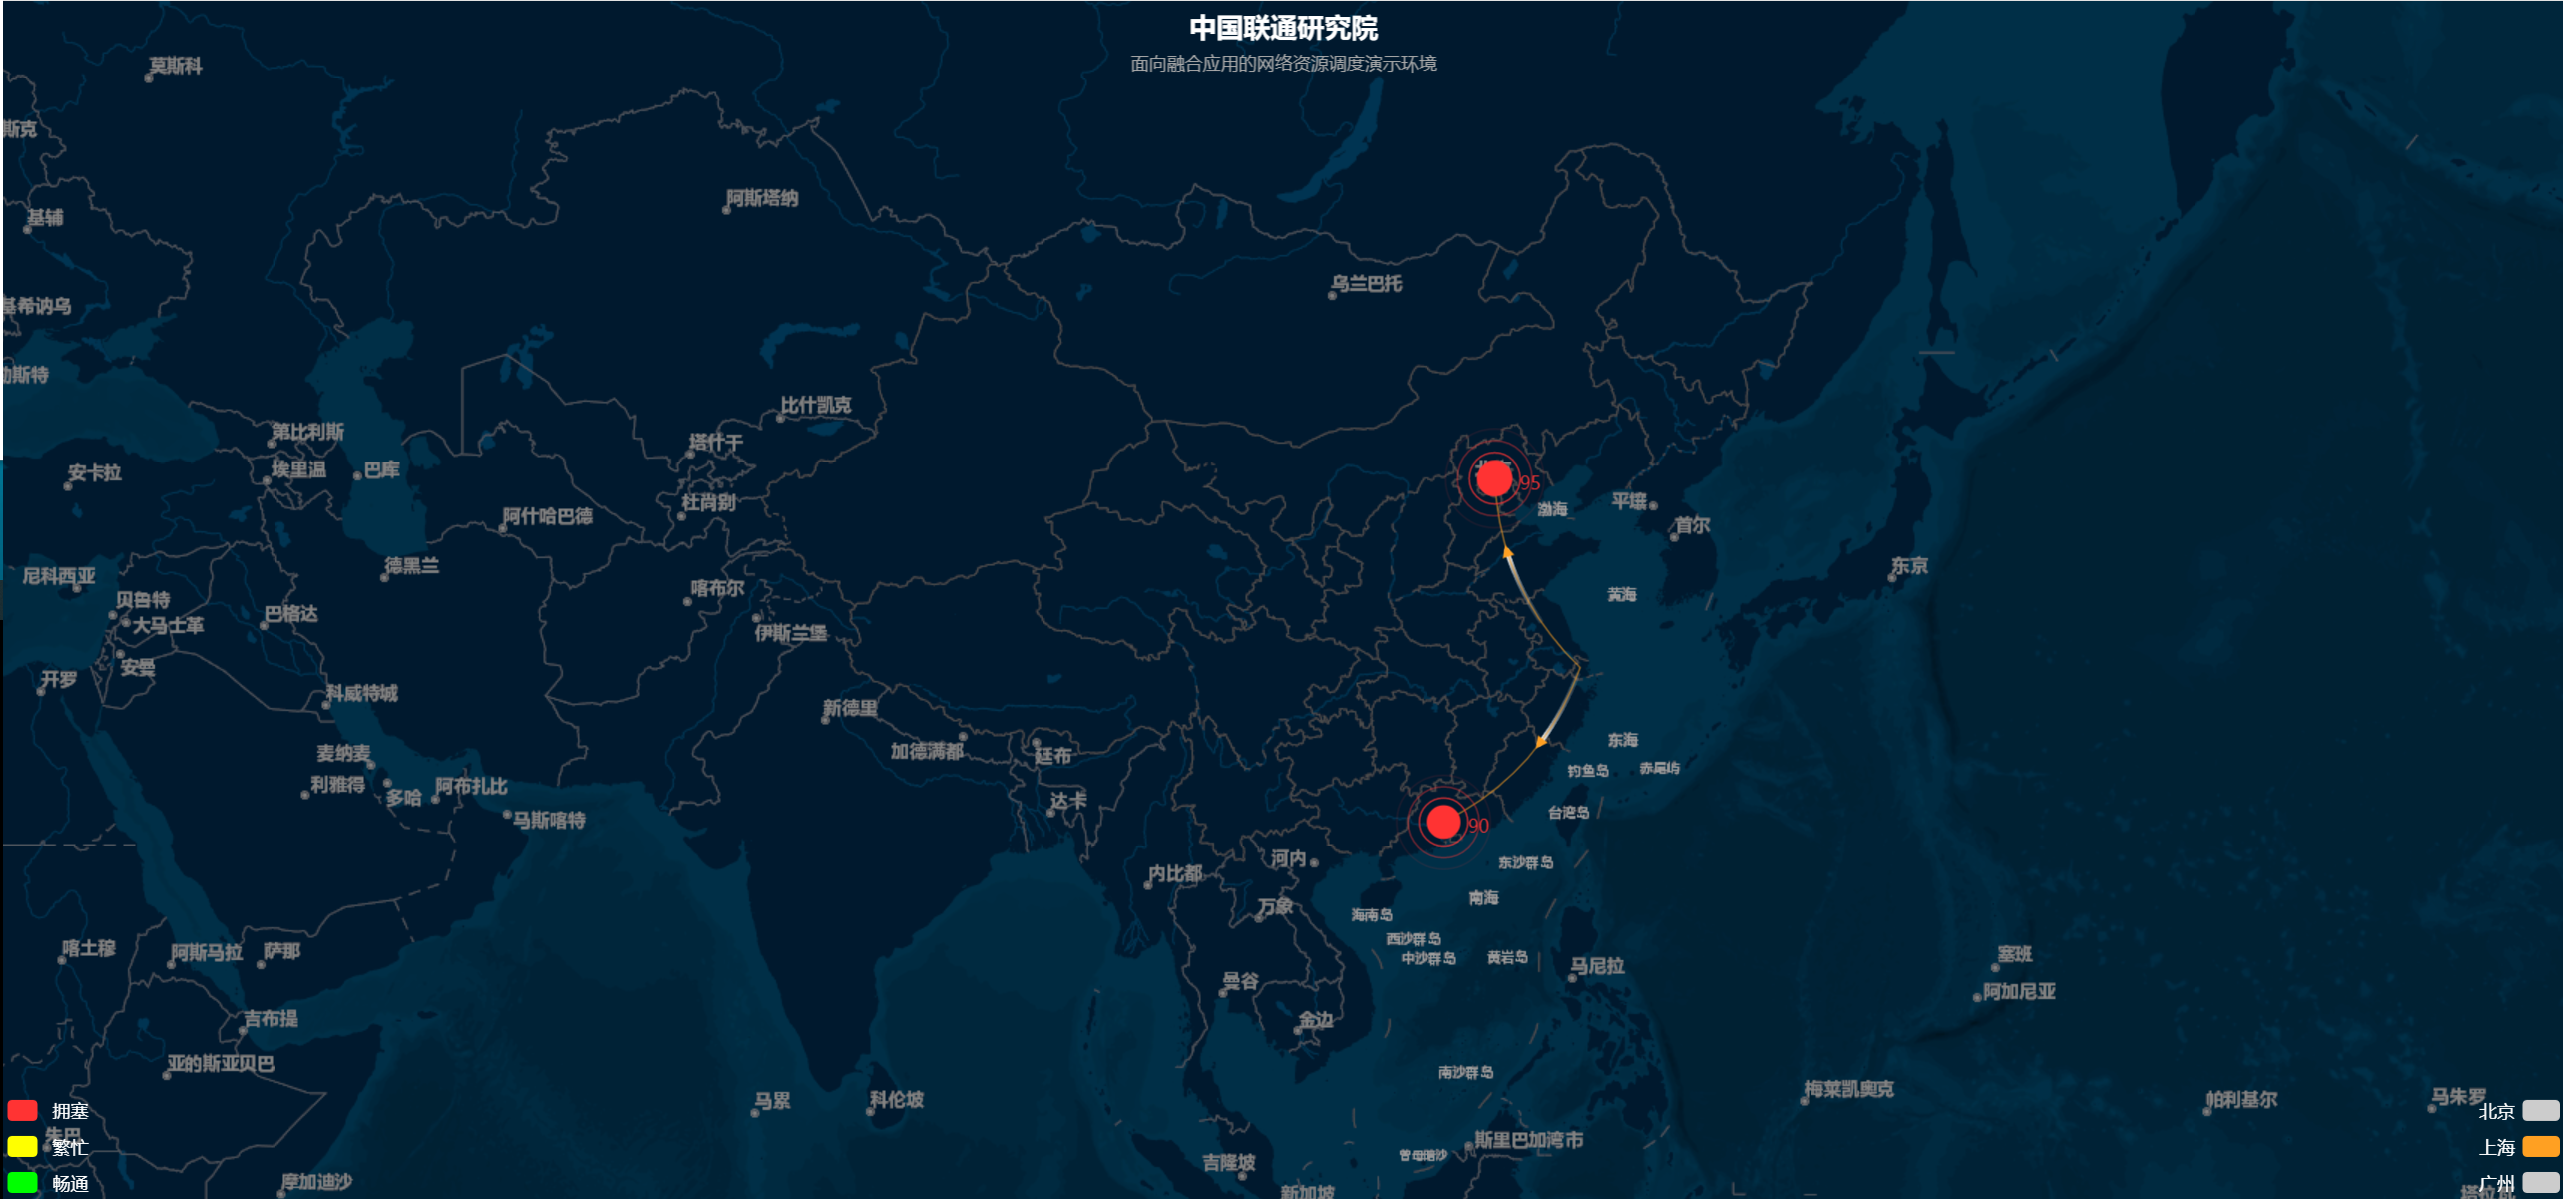 中国联通研究院
面向融合应用的网络资源调度演示环境
莫斯科
斯克
阿斯塔纳
基辅
乌兰巴托
基希讷乌
勒斯特
比什凯克
第比利斯
塔什干
埃里温
巴库
安卡拉
95
杜尚别
平壤
渤海
阿什哈巴德
首尔
德黑兰
东京
尼科西亚
喀布尔
黄海
贝鲁特
巴格达
大马士革
伊斯兰堡
安曼
开罗
科威特城
新德里
东海
加德满都
麦纳麦
廷布
钓鱼岛
赤尾屿
利雅得
阿布扎比
多哈
达卡
台湾岛
马斯喀特
90
河内
东沙群岛
内比都
南海
万象
海南岛
西沙群岛
喀土穆
阿斯马拉
萨那
塞班
中沙群岛
黄岩岛
马尼拉
曼谷
阿加尼亚
吉布提
金边
亚的斯亚贝巴
南沙群岛
梅莱凯奥克
马朱罗
马累
科伦坡
帕利基尔
拥塞
北京
朱巴
斯里巴加湾市
繁忙
上海
曾母暗沙
吉隆坡
摩加迪沙
畅通
广州
新加坡